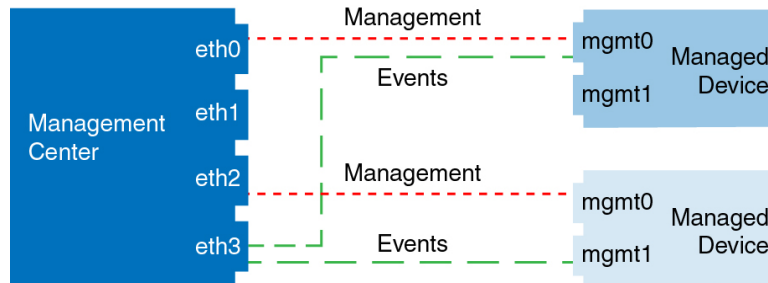 Management
eth0
mgmt0
Managed
Device
Events
mgmt1
eth1
Management
Center
eth2
Management
mgmt0
Managed
Device
eth3
Events
mgmt1